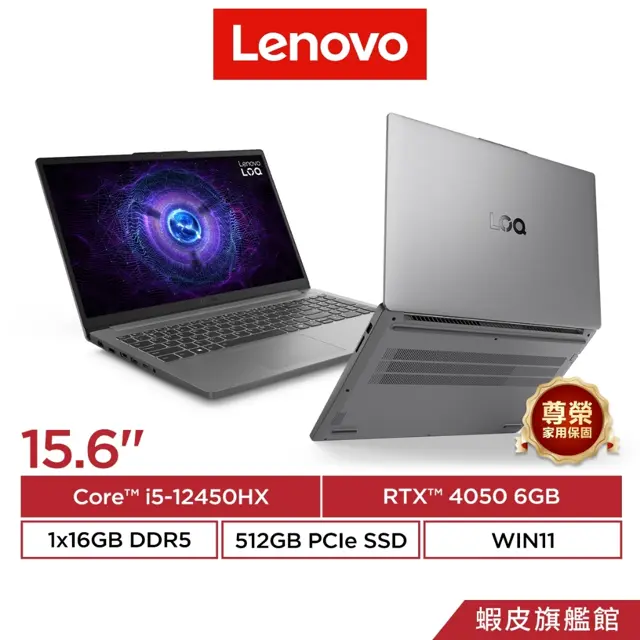 Lenovo
Lenovo
LOQ
LOQ
尊榮
家用保固
15.6"
Core™ i5-12450HX
RTX™ 4050 6GB
1x16GB DDR5
512GB PCIe SSD
WIN11
蝦皮旗艦館